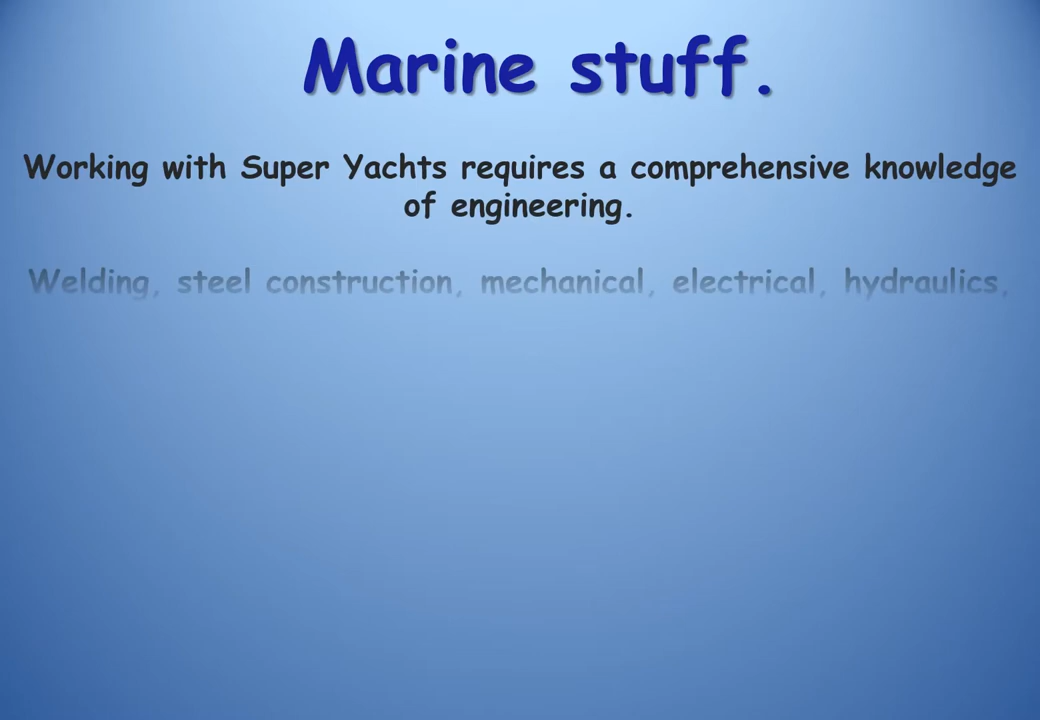 Marine stuff.
Working with Super Yachts requires a comprehensive knowledge
of engineering.
Welding, steel construction, mechanical, electrical, hydraulics,